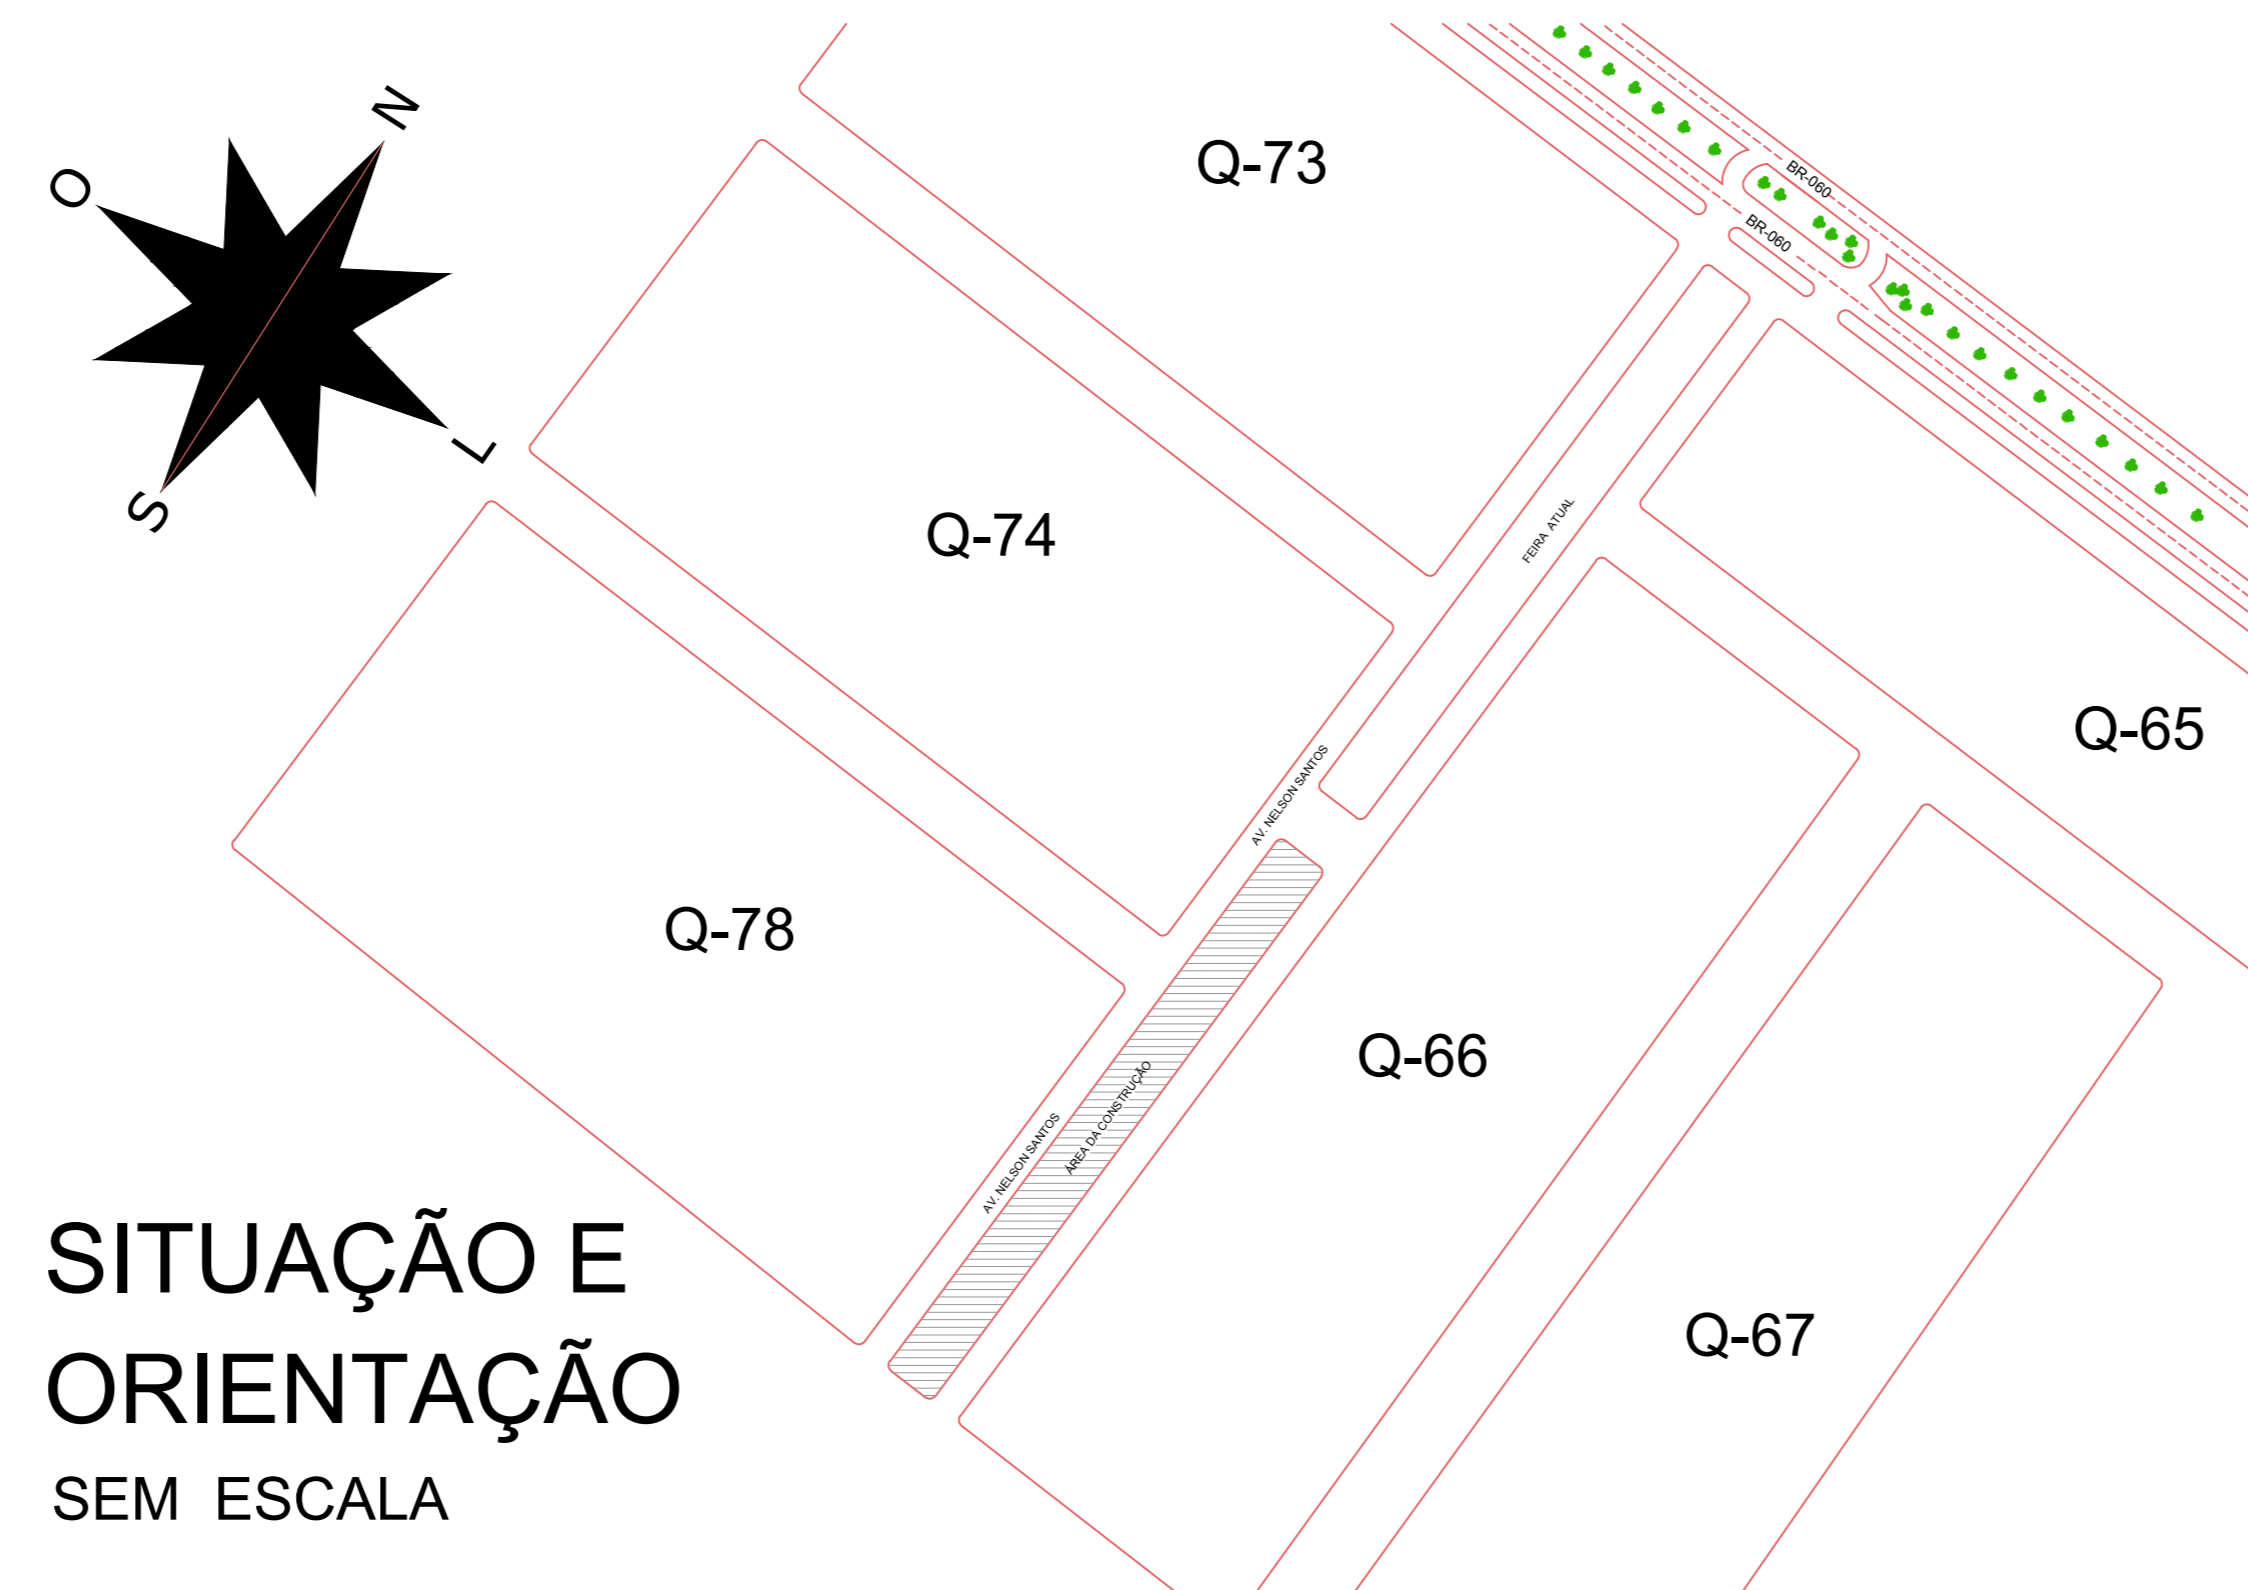 N
O
L
S
Q-73
BR-060
BR-060
Q-74
FEIRA ATUAL
Q-65
AV. NELSON SANTOS
Q-78
Q-66
ÁREA DA CONSTRUÇÃO
AV. NELSON SANTOS
Q-67
SITUAÇÃO E
ORIENTAÇÃO
SEM ESCALA